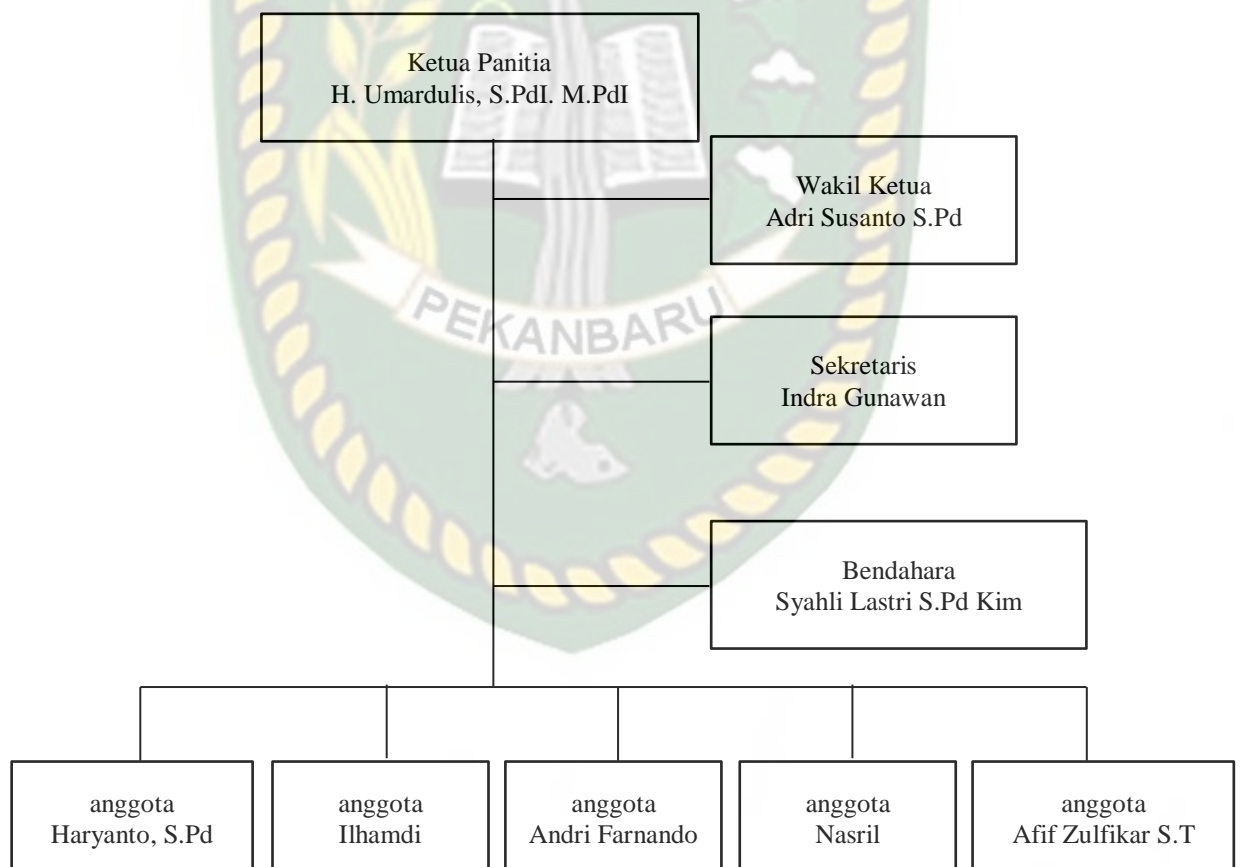 Ketua Panitia
H. Umardulis, S.PdI. M.PdI
Wakil Ketua
Adri Susanto S.Pd
PEKANBARU
Sekretaris
Indra Gunawan
Bendahara
Syahli Lastri S.Pd Kim
anggota
Haryanto, S.Pd
anggota
Ilhamdi
anggota
Andri Farnando
anggota
Nasril
anggota
Afif Zulfikar S.T